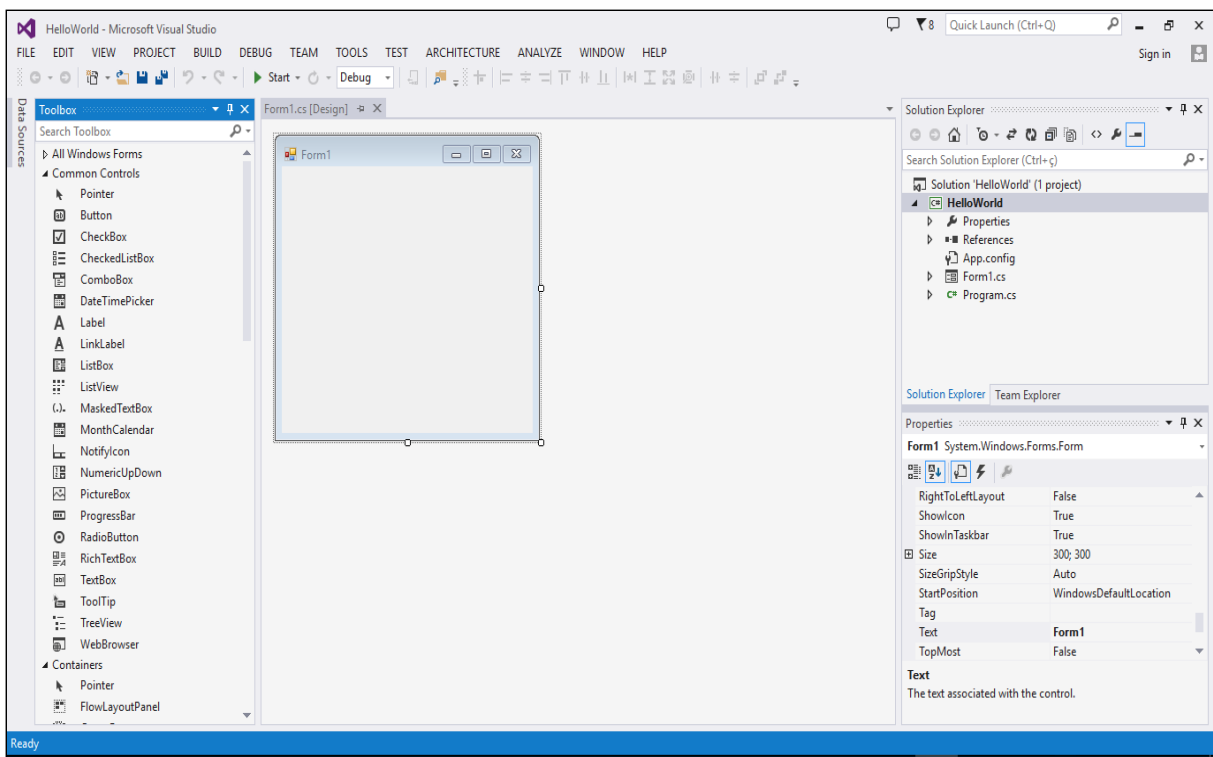 HelloWorld - Microsoft Visual Studio
8 Quick Launch (Ctrl+Q)
FILE EDIT VIEW PROJECT BUILD DEBUG TEAM TOOLS TEST ARCHITECTURE ANALYZE WINDOW HELP
Sign in
Start Debug
Data Sources
Toolbox
Search Toolbox
All Windows Forms
Common Controls
Pointer
Button
CheckBox
CheckedListBox
ComboBox
DateTimePicker
Label
LinkLabel
ListBox
ListView
MaskedTextBox
MonthCalendar
NotifyIcon
NumericUpDown
PictureBox
ProgressBar
RadioButton
RichTextBox
TextBox
ToolTip
TreeView
WebBrowser
Containers
Pointer
FlowLayoutPanel
Form1.cs [Design]
Form1
Solution Explorer
Search Solution Explorer (Ctrl+ç)
Solution 'HelloWorld' (1 project)
HelloWorld
Properties
References
App.config
Form1.cs
Program.cs
Solution Explorer Team Explorer
Properties
Form1 System.Windows.Forms.Form
RightToLeftLayout False
ShowIcon True
ShowInTaskbar True
Size 300; 300
SizeGripStyle Auto
StartPosition WindowsDefaultLocation
Tag
Text Form1
TopMost False
Text
The text associated with the control.
Ready